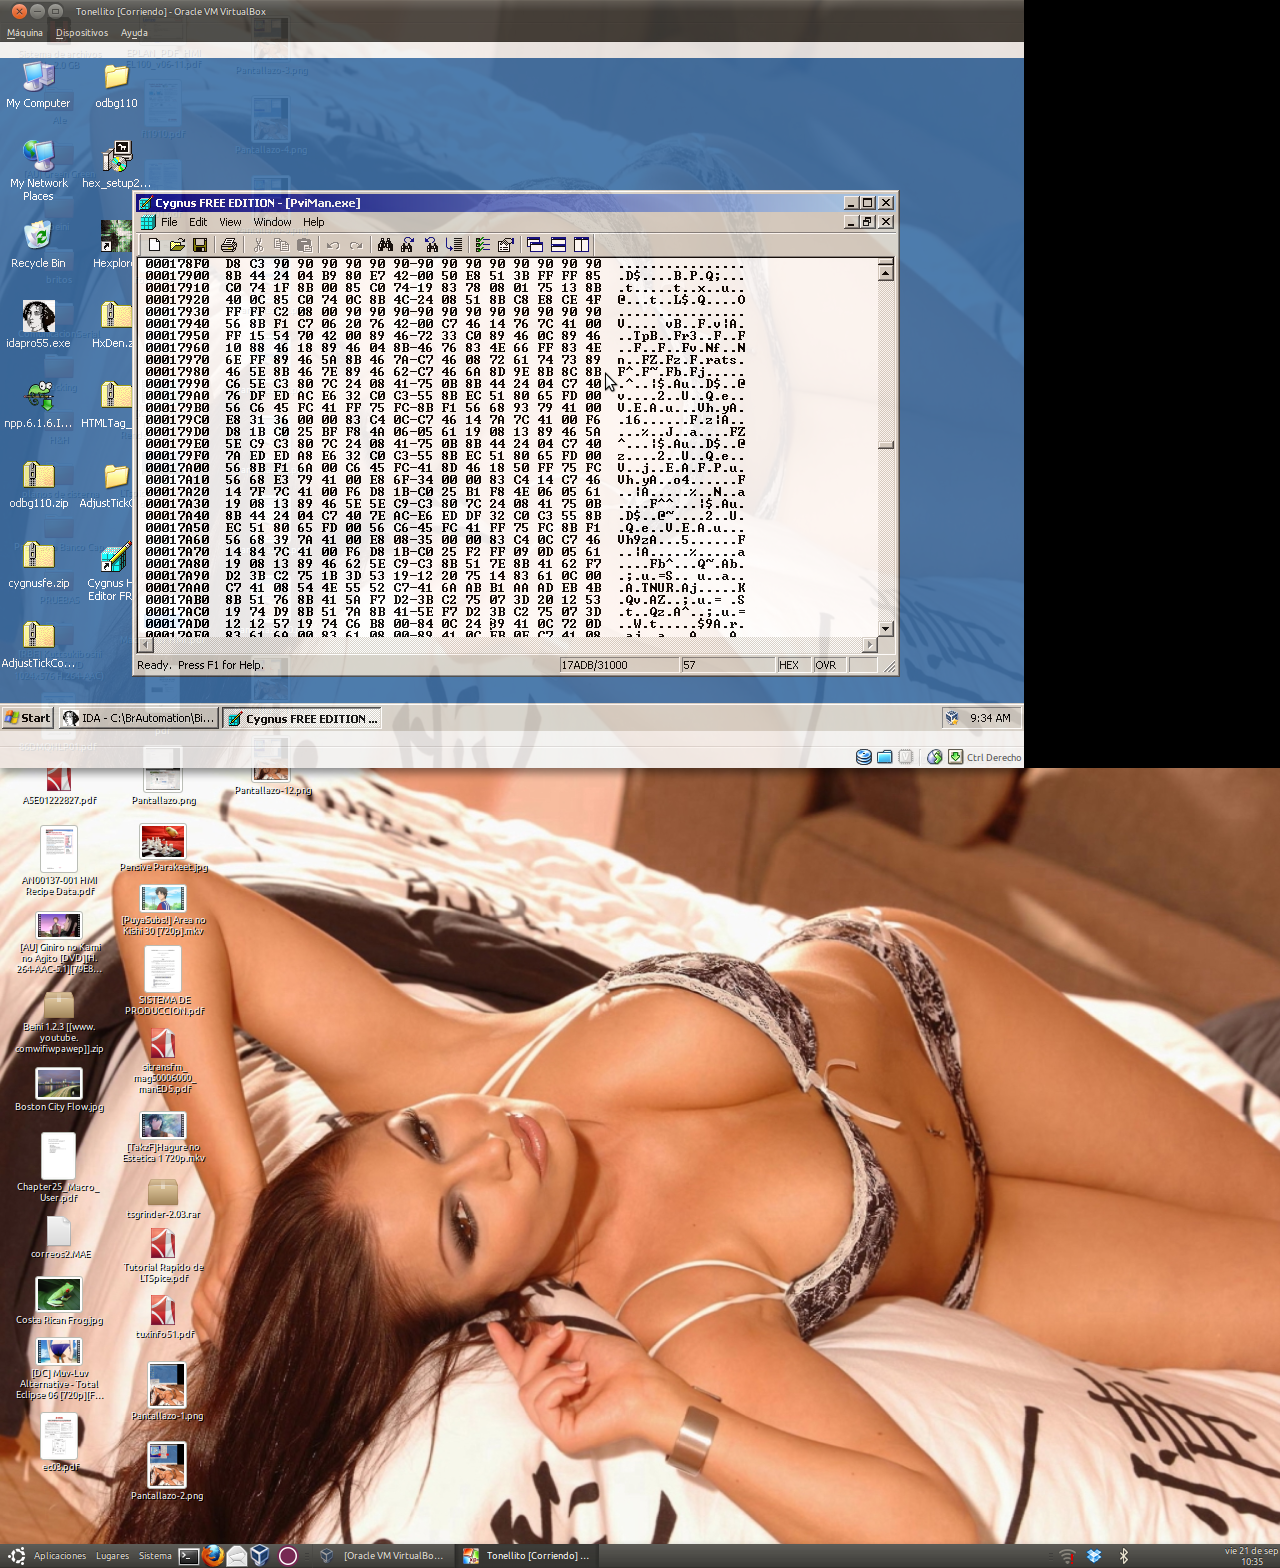 Tonellito [Corriendo] - Oracle VM VirtualBox
Máquina Dispositivos Ayuda
My Computer
odbg110
My Network Places
hex_setup2...
Recycle Bin
Hexplor
idapro55.exe
HxDen.z
npp.6.1.6.I...
HTMLTag_
odbg110.zip
AdjustTickC
cygnusfe.zip
Cygnus H
Editor FR
AdjustTickCo...
Cygnus FREE EDITION - [PviMan.exe]
File Edit View Window Help
000178F0 D8 C3 90 90 90 90 90 90-90 90 90 90 90 90 90 90 ................
00017900 8B 44 24 04 B9 80 E7 42-00 50 E8 51 3B FF FF 85 .D$....B.P.Q;...
00017910 C0 74 1F 8B 00 85 C0 74-19 83 78 08 01 75 13 8B .t.....t..x..u..
00017920 40 0C 85 C0 74 0C 8B 4C-24 08 51 8B C8 E8 CE 4F @...t..L$.Q....O
00017930 FF FF C2 08 00 90 90 90-90 90 90 90 90 90 90 90 ................
00017940 56 8B F1 C7 06 20 76 42-00 C7 46 14 76 7C 41 00 V.... vB..F.v|A.
00017950 FF 15 54 70 42 00 89 46-72 33 C0 89 46 0C 89 46 ..TpB..Fr3..F..F
00017960 10 88 46 18 89 46 04 8B-46 76 83 4E 66 FF 83 4E ..F..F..Fv.Nf..N
00017970 6E FF 89 46 5A 8B 46 7A-C7 46 08 72 61 74 73 89 n..FZ.Fz.F.rats.
00017980 46 5E 8B 46 7E 89 46 62-C7 46 6A 8D 9E 8B 8C 8B F^.F~.Fb.Fj.....
00017990 C6 5E C3 80 7C 24 08 41-75 0B 8B 44 24 04 C7 40 .^..|$.Au..D$..@
000179A0 76 DF ED AC E6 32 C0 C3-55 8B EC 51 80 65 FD 00 v....2..U..Q.e..
000179B0 56 C6 45 FC 41 FF 75 FC-8B F1 56 68 93 79 41 00 V.E.A.u...Vh.yA.
000179C0 E8 31 36 00 00 83 C4 0C-C7 46 14 7A 7C 41 00 F6 .16......F.z|A..
000179D0 D8 1B C0 25 BF F8 4A 06-05 61 19 08 13 89 46 5A ...%..J..a....FZ
000179E0 5E C9 C3 80 7C 24 08 41-75 0B 8B 44 24 04 C7 40 ^...|$.Au..D$..@
000179F0 7A ED ED A8 E6 32 C0 C3-55 8B EC 51 80 65 FD 00 z....2..U..Q.e..
00017A00 56 8B F1 6A 00 C6 45 FC-41 8D 46 18 50 FF 75 FC V..j..E.A.F.P.u.
00017A10 56 68 E3 79 41 00 E8 6F-34 00 00 83 C4 14 C7 46 Vh.yA..o4......F
00017A20 14 7F 7C 41 00 F6 D8 1B-C0 25 B1 F8 4E 06 05 61 ..|A.....%..N..a
00017A30 19 08 13 89 46 5E 5E C9-C3 80 7C 24 08 41 75 0B ....F^^...|$.Au.
00017A40 8B 44 24 04 C7 40 7E AC-E6 ED DF 32 C0 C3 55 8B .D$..@~....2..U.
00017A50 EC 51 80 65 FD 00 56 C6-45 FC 41 FF 75 FC 8B F1 .Q.e..V.E.A.u...
00017A60 56 68 39 7A 41 00 E8 08-35 00 00 83 C4 0C C7 46 Vh9zA...5......F
00017A70 14 84 7C 41 00 F6 D8 1B-C0 25 F2 FF 09 0D 05 61 ..|A.....%.....a
00017A80 19 08 13 89 46 62 5E C9-C3 8B 51 7E 8B 41 62 F7 ....Fb^...Q~.Ab.
00017A90 D2 3B C2 75 1B 3D 53 19-12 20 75 14 83 61 0C 00 .;.u.=S.. u..a..
00017AA0 C7 41 08 54 4E 55 52 C7-41 6A AB B1 AA AD EB 4B .A.TNUR.Aj.....K
00017AB0 8B 51 76 8B 41 5A F7 D2-3B C2 75 07 3D 20 12 53 .Qv.AZ..;.u.= .S
00017AC0 19 74 D9 8B 51 7A 8B 41-5E F7 D2 3B C2 75 07 3D .t..Qz.A^..;.u.=
00017AD0 12 12 57 19 74 C6 B8 00-84 0C 24 39 41 0C 72 0D ..W.t.....$9A.r.
Ready. Press F1 for Help.
17ADB/31000 57 HEX OVR
Start
IDA - C:\BrAutomation\Bi...
Cygnus FREE EDITION ...
9:34 AM
Ctrl Derecho
ASE01222827.pdf
Pantallazo.png
Pantallazo-12.png
AN00137-001 HMI Recipe Data.pdf
Pensive Parakeet.jpg
[PuyaSubs!] Area no Kishi 30 [720p].mkv
[AU] Giniro no Kami no Agito [DVD][H.264-AAC-5.1][79E8...
SISTEMA DE PRODUCCION.pdf
Beini 1.2.3 [[www.youtube.comwifiwpawep]].zip
sitransfm_mag50006000_manEDS.pdf
Boston City Flow.jpg
[TakzF]Hagure no Estetica 1 720p.mkv
Chapter25_Macro_User.pdf
tsgrinder-2.03.rar
correos2.MAE
Tutorial Rapido de LTSpice.pdf
Costa Rican Frog.jpg
tuxinfo51.pdf
[DC] Muv-Luv Alternative - Total Eclipse 06 [720p][F...
Pantallazo-1.png
ec03.pdf
Pantallazo-2.png
Aplicaciones Lugares Sistema
[Oracle VM VirtualBo...
Tonellito [Corriendo] ...
vie 21 de sep
10:35